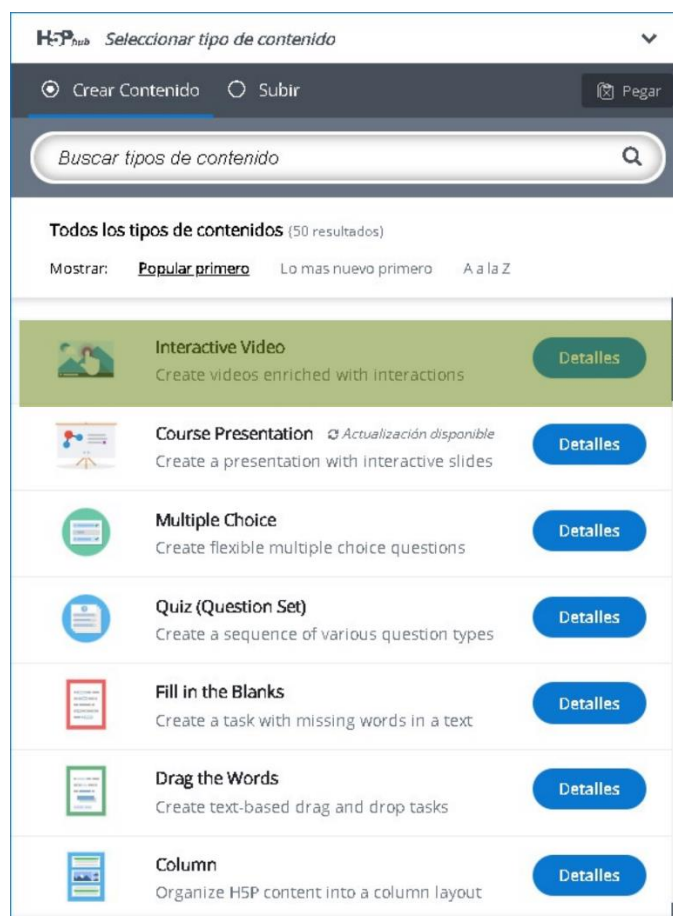 H5P hub Seleccionar tipo de contenido
Crear Contenido Subir Pegar
Buscar tipos de contenido
Todos los tipos de contenidos (50 resultados)
Mostrar: Popular primero Lo mas nuevo primero A a la Z
Interactive Video
Create videos enriched with interactions
Detalles
Course Presentation Actualización disponible
Create a presentation with interactive slides
Detalles
Multiple Choice
Create flexible multiple choice questions
Detalles
Quiz (Question Set)
Create a sequence of various question types
Detalles
Fill in the Blanks
Create a task with missing words in a text
Detalles
Drag the Words
Create text-based drag and drop tasks
Detalles
Column
Organize H5P content into a column layout
Detalles